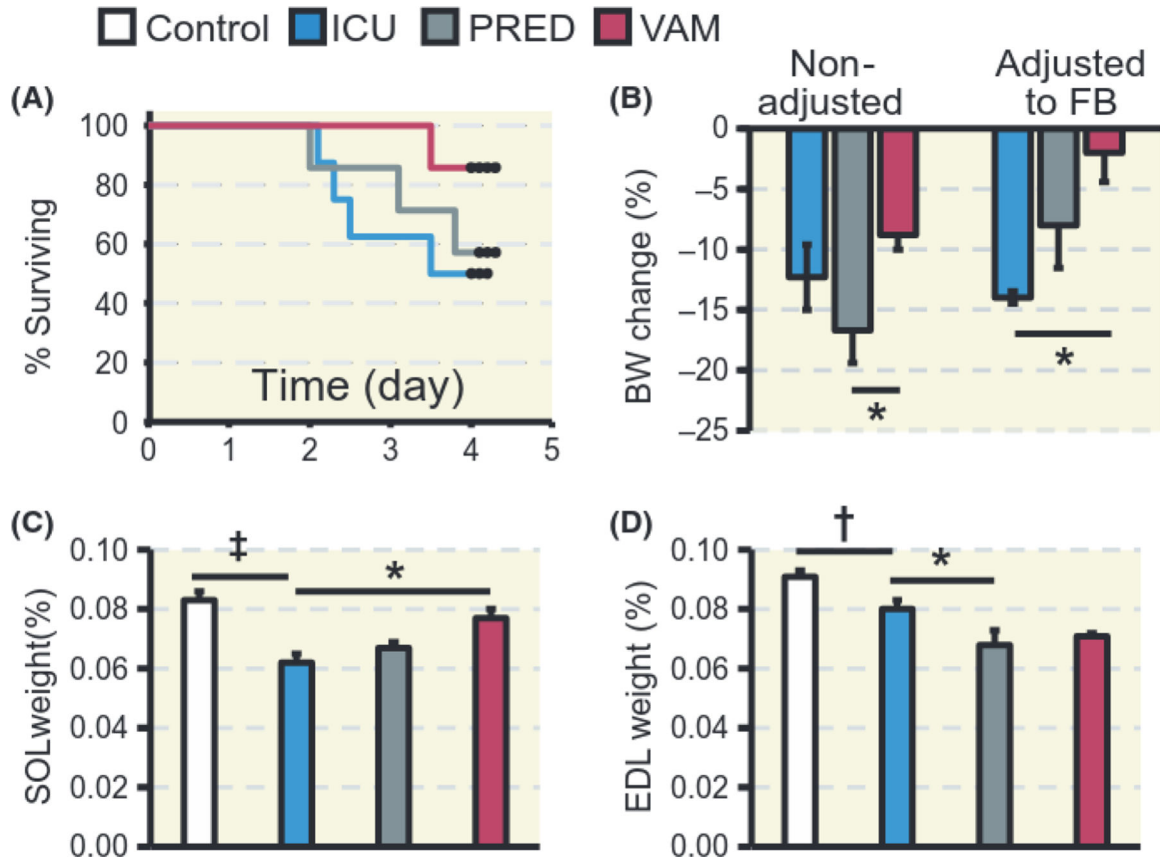 Control ICU PRED VAM
(A)
% Surviving
100
80
60
40
20
0
Time (day)
0 1 2 3 4 5
(B)
Non-
adjusted
Adjusted
to FB
BW change (%)
0
–5
–10
–15
–20
–25
*
*
(C)
SOLweight(%)
0.10
0.08
0.06
0.04
0.02
0.00
‡
*
(D)
EDL weight (%)
0.10
0.08
0.06
0.04
0.02
0.00
†
*